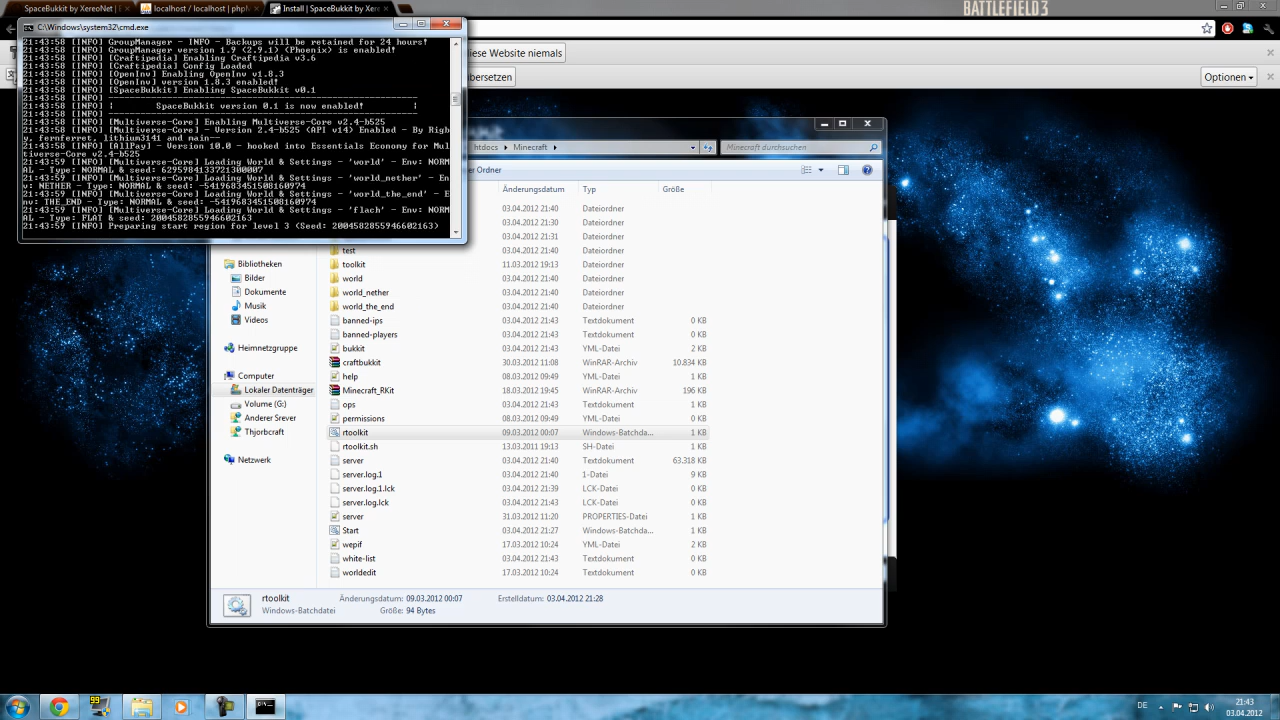 SpaceBukkit by XereoNet | E
localhost / localhost | phpM
Install | SpaceBukkit by Xer
BATTLEFIELD 3
C:\Windows\system32\cmd.exe
21:43:58 [INFO] GroupManager - INFO - Backups will be retained for 24 hours!
21:43:58 [INFO] GroupManager version 1.9 (2.9.1) (Phoenix) is enabled!
21:43:58 [INFO] [Craftipedia] Enabling Craftipedia v3.6
21:43:58 [INFO] [Craftipedia] Config Loaded
21:43:58 [INFO] [OpenInv] Enabling OpenInv v1.8.3
21:43:58 [INFO] [OpenInv] version 1.8.3 enabled!
21:43:58 [INFO] [SpaceBukkit] Enabling SpaceBukkit v0.1
21:43:58 [INFO] ----------------------------------------------------
21:43:58 [INFO] |        SpaceBukkit version 0.1 is now enabled!         |
21:43:58 [INFO] ----------------------------------------------------
21:43:58 [INFO] [Multiverse-Core] Enabling Multiverse-Core v2.4-b525
21:43:58 [INFO] [Multiverse-Core] - Version 2.4-b525 (API v14) Enabled - By Rigb
y, fernferret, lithium3141 and main--
21:43:58 [INFO] [AllPay] - Version 10.0 - hooked into Essentials Economy for Mul
tiverse-Core v2.4-b525
21:43:59 [INFO] [Multiverse-Core] Loading World & Settings - 'world' - Env: NORM
AL - Type: NORMAL & seed: 6295984133721300007
21:43:59 [INFO] [Multiverse-Core] Loading World & Settings - 'world_nether' - En
v: NETHER - Type: NORMAL & seed: -5419683451508160974
21:43:59 [INFO] [Multiverse-Core] Loading World & Settings - 'world_the_end' - E
nv: THE_END - Type: NORMAL & seed: -5419683451508160974
21:43:59 [INFO] [Multiverse-Core] Loading World & Settings - 'flach' - Env: NORM
AL - Type: FLAT & seed: 2004582855946602163
21:43:59 [INFO] Preparing start region for level 3 (Seed: 2004582855946602163)
iese Website niemals
übersetzen
Optionen
htdocs Minecraft
Minecraft durchsuchen
er Ordner
Änderungsdatum Typ Größe
03.04.2012 21:40 Dateiordner
03.04.2012 21:30 Dateiordner
03.04.2012 21:31 Dateiordner
test 03.04.2012 21:40 Dateiordner
toolkit 11.03.2012 19:13 Dateiordner
world 03.04.2012 21:40 Dateiordner
world_nether 03.04.2012 21:40 Dateiordner
world_the_end 03.04.2012 21:40 Dateiordner
banned-ips 03.04.2012 21:43 Textdokument 0 KB
banned-players 03.04.2012 21:43 Textdokument 0 KB
bukkit 03.04.2012 21:43 YML-Datei 2 KB
craftbukkit 30.03.2012 11:08 WinRAR-Archiv 10.834 KB
help 08.03.2012 09:49 YML-Datei 1 KB
Minecraft_RKit 18.03.2012 19:45 WinRAR-Archiv 196 KB
ops 03.04.2012 21:43 Textdokument 1 KB
permissions 08.03.2012 09:49 YML-Datei 0 KB
rtoolkit 09.03.2012 00:07 Windows-Batchda... 1 KB
rtoolkit.sh 13.03.2011 19:13 SH-Datei 1 KB
server 03.04.2012 21:40 Textdokument 63.318 KB
server.log.1 03.04.2012 21:40 1-Datei 9 KB
server.log.1.lck 03.04.2012 21:39 LCK-Datei 0 KB
server.log.lck 03.04.2012 21:43 LCK-Datei 0 KB
server 31.03.2012 11:20 PROPERTIES-Datei 1 KB
Start 03.04.2012 21:27 Windows-Batchda... 1 KB
wepif 17.03.2012 10:24 YML-Datei 2 KB
white-list 03.04.2012 21:43 Textdokument 0 KB
worldedit 17.03.2012 10:24 Textdokument 0 KB
Bibliotheken
Bilder
Dokumente
Musik
Videos
Heimnetzgruppe
Computer
Lokaler Datenträger
Volume (G:)
Anderer Srever
Thjorbcraft
Netzwerk
rtoolkit Änderungsdatum: 09.03.2012 00:07 Erstelldatum: 03.04.2012 21:28
Windows-Batchdatei Größe: 94 Bytes
99
DE
21:43
03.04.2012